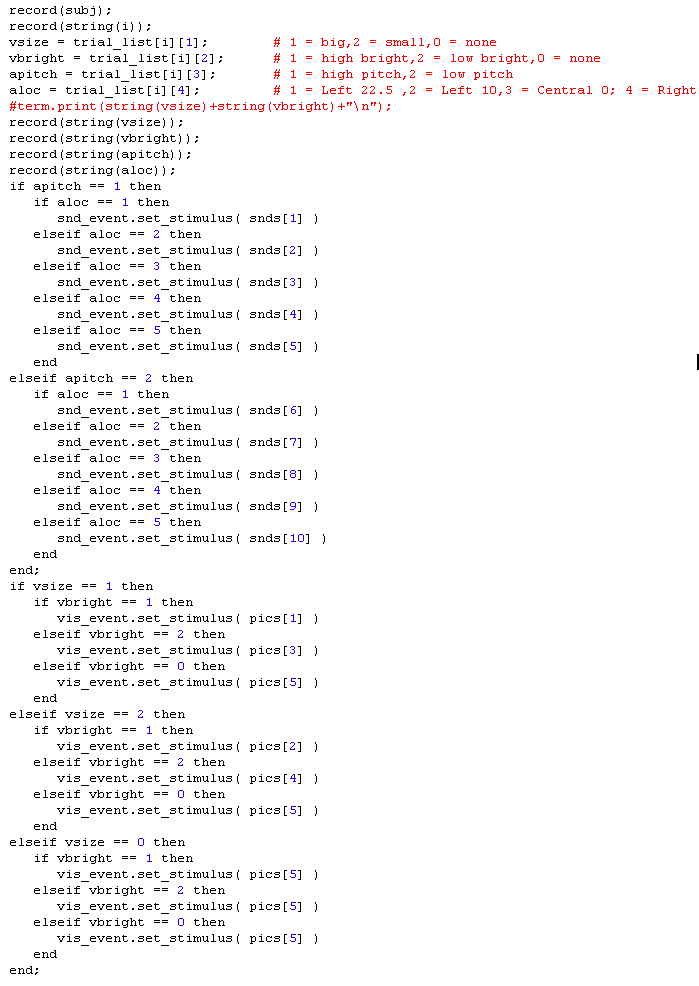 record(subj);
record(string(i));
vsize = trial_list[i][1];        # 1 = big,2 = small,0 = none
vbright = trial_list[i][2];      # 1 = high bright,2 = low bright,0 = none
apitch = trial_list[i][3];       # 1 = high pitch,2 = low pitch
aloc = trial_list[i][4];         # 1 = Left 22.5 ,2 = Left 10,3 = Central 0; 4 = Right
#term.print(string(vsize)+string(vbright)+"\n");
record(string(vsize));
record(string(vbright));
record(string(apitch));
record(string(aloc));
if apitch == 1 then
   if aloc == 1 then
      snd_event.set_stimulus( snds[1] )
   elseif aloc == 2 then
      snd_event.set_stimulus( snds[2] )
   elseif aloc == 3 then
      snd_event.set_stimulus( snds[3] )
   elseif aloc == 4 then
      snd_event.set_stimulus( snds[4] )
   elseif aloc == 5 then
      snd_event.set_stimulus( snds[5] )
   end
elseif apitch == 2 then
   if aloc == 1 then
      snd_event.set_stimulus( snds[6] )
   elseif aloc == 2 then
      snd_event.set_stimulus( snds[7] )
   elseif aloc == 3 then
      snd_event.set_stimulus( snds[8] )
   elseif aloc == 4 then
      snd_event.set_stimulus( snds[9] )
   elseif aloc == 5 then
      snd_event.set_stimulus( snds[10] )
   end
end;
if vsize == 1 then
   if vbright == 1 then
      vis_event.set_stimulus( pics[1] )
   elseif vbright == 2 then
      vis_event.set_stimulus( pics[3] )
   elseif vbright == 0 then
      vis_event.set_stimulus( pics[5] )
   end
elseif vsize == 2 then
   if vbright == 1 then
      vis_event.set_stimulus( pics[2] )
   elseif vbright == 2 then
      vis_event.set_stimulus( pics[4] )
   elseif vbright == 0 then
      vis_event.set_stimulus( pics[5] )
   end
elseif vsize == 0 then
   if vbright == 1 then
      vis_event.set_stimulus( pics[5] )
   elseif vbright == 2 then
      vis_event.set_stimulus( pics[5] )
   elseif vbright == 0 then
      vis_event.set_stimulus( pics[5] )
   end
end;